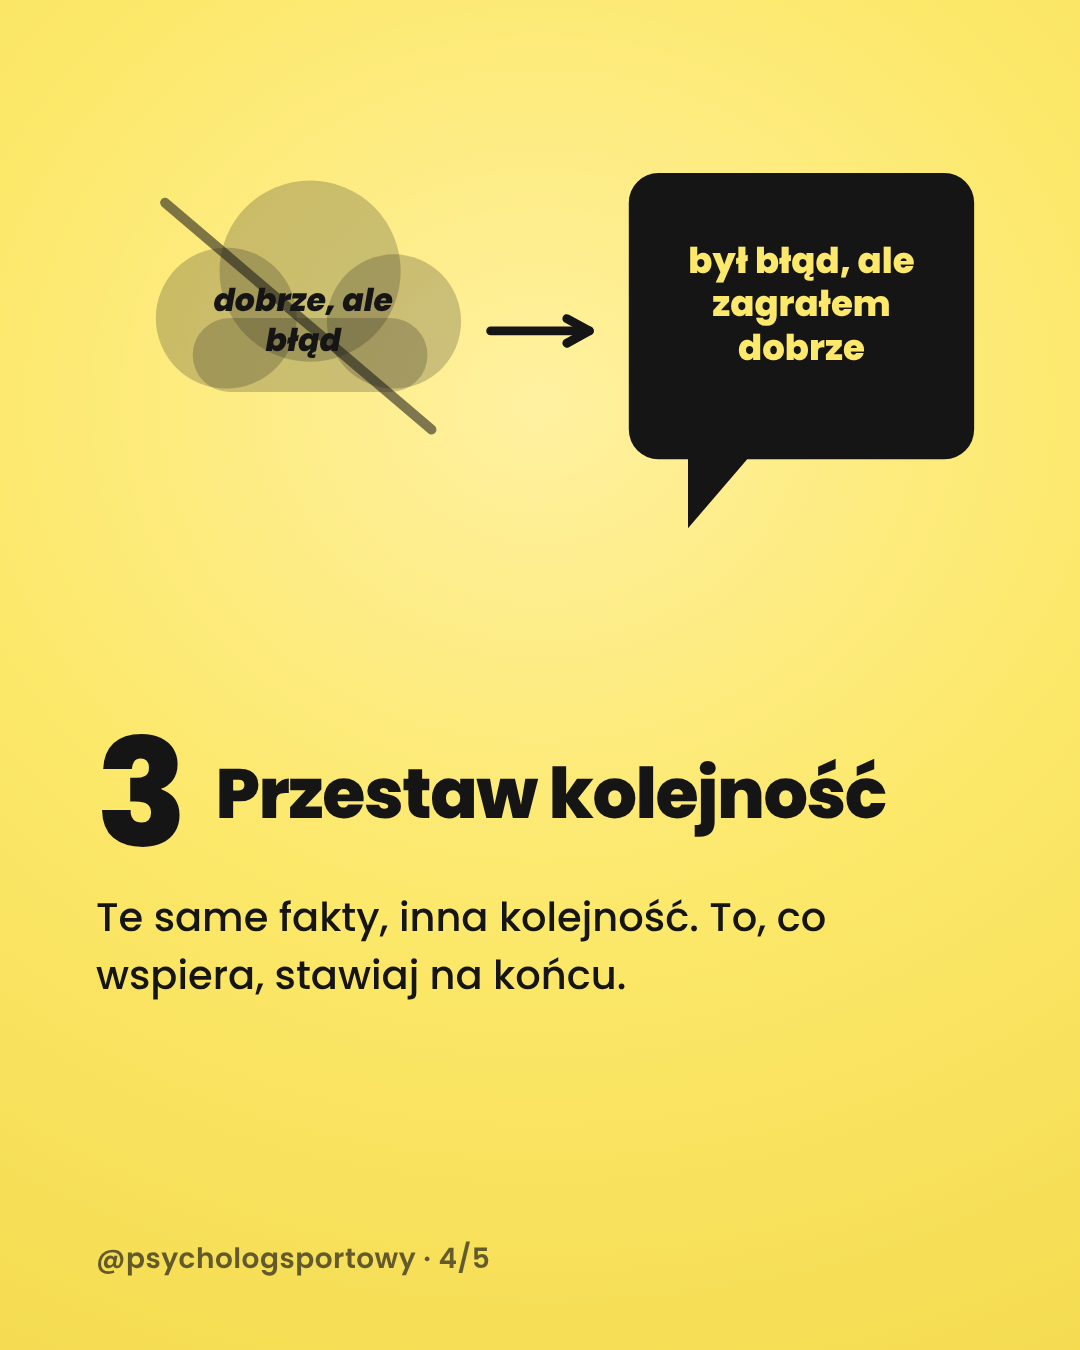 dobrze, ale
błąd
był błąd, ale
zagrałem
dobrze
3 Przestaw kolejność
Te same fakty, inna kolejność. To, co
wspiera, stawiaj na końcu.
@psychologsportowy · 4/5